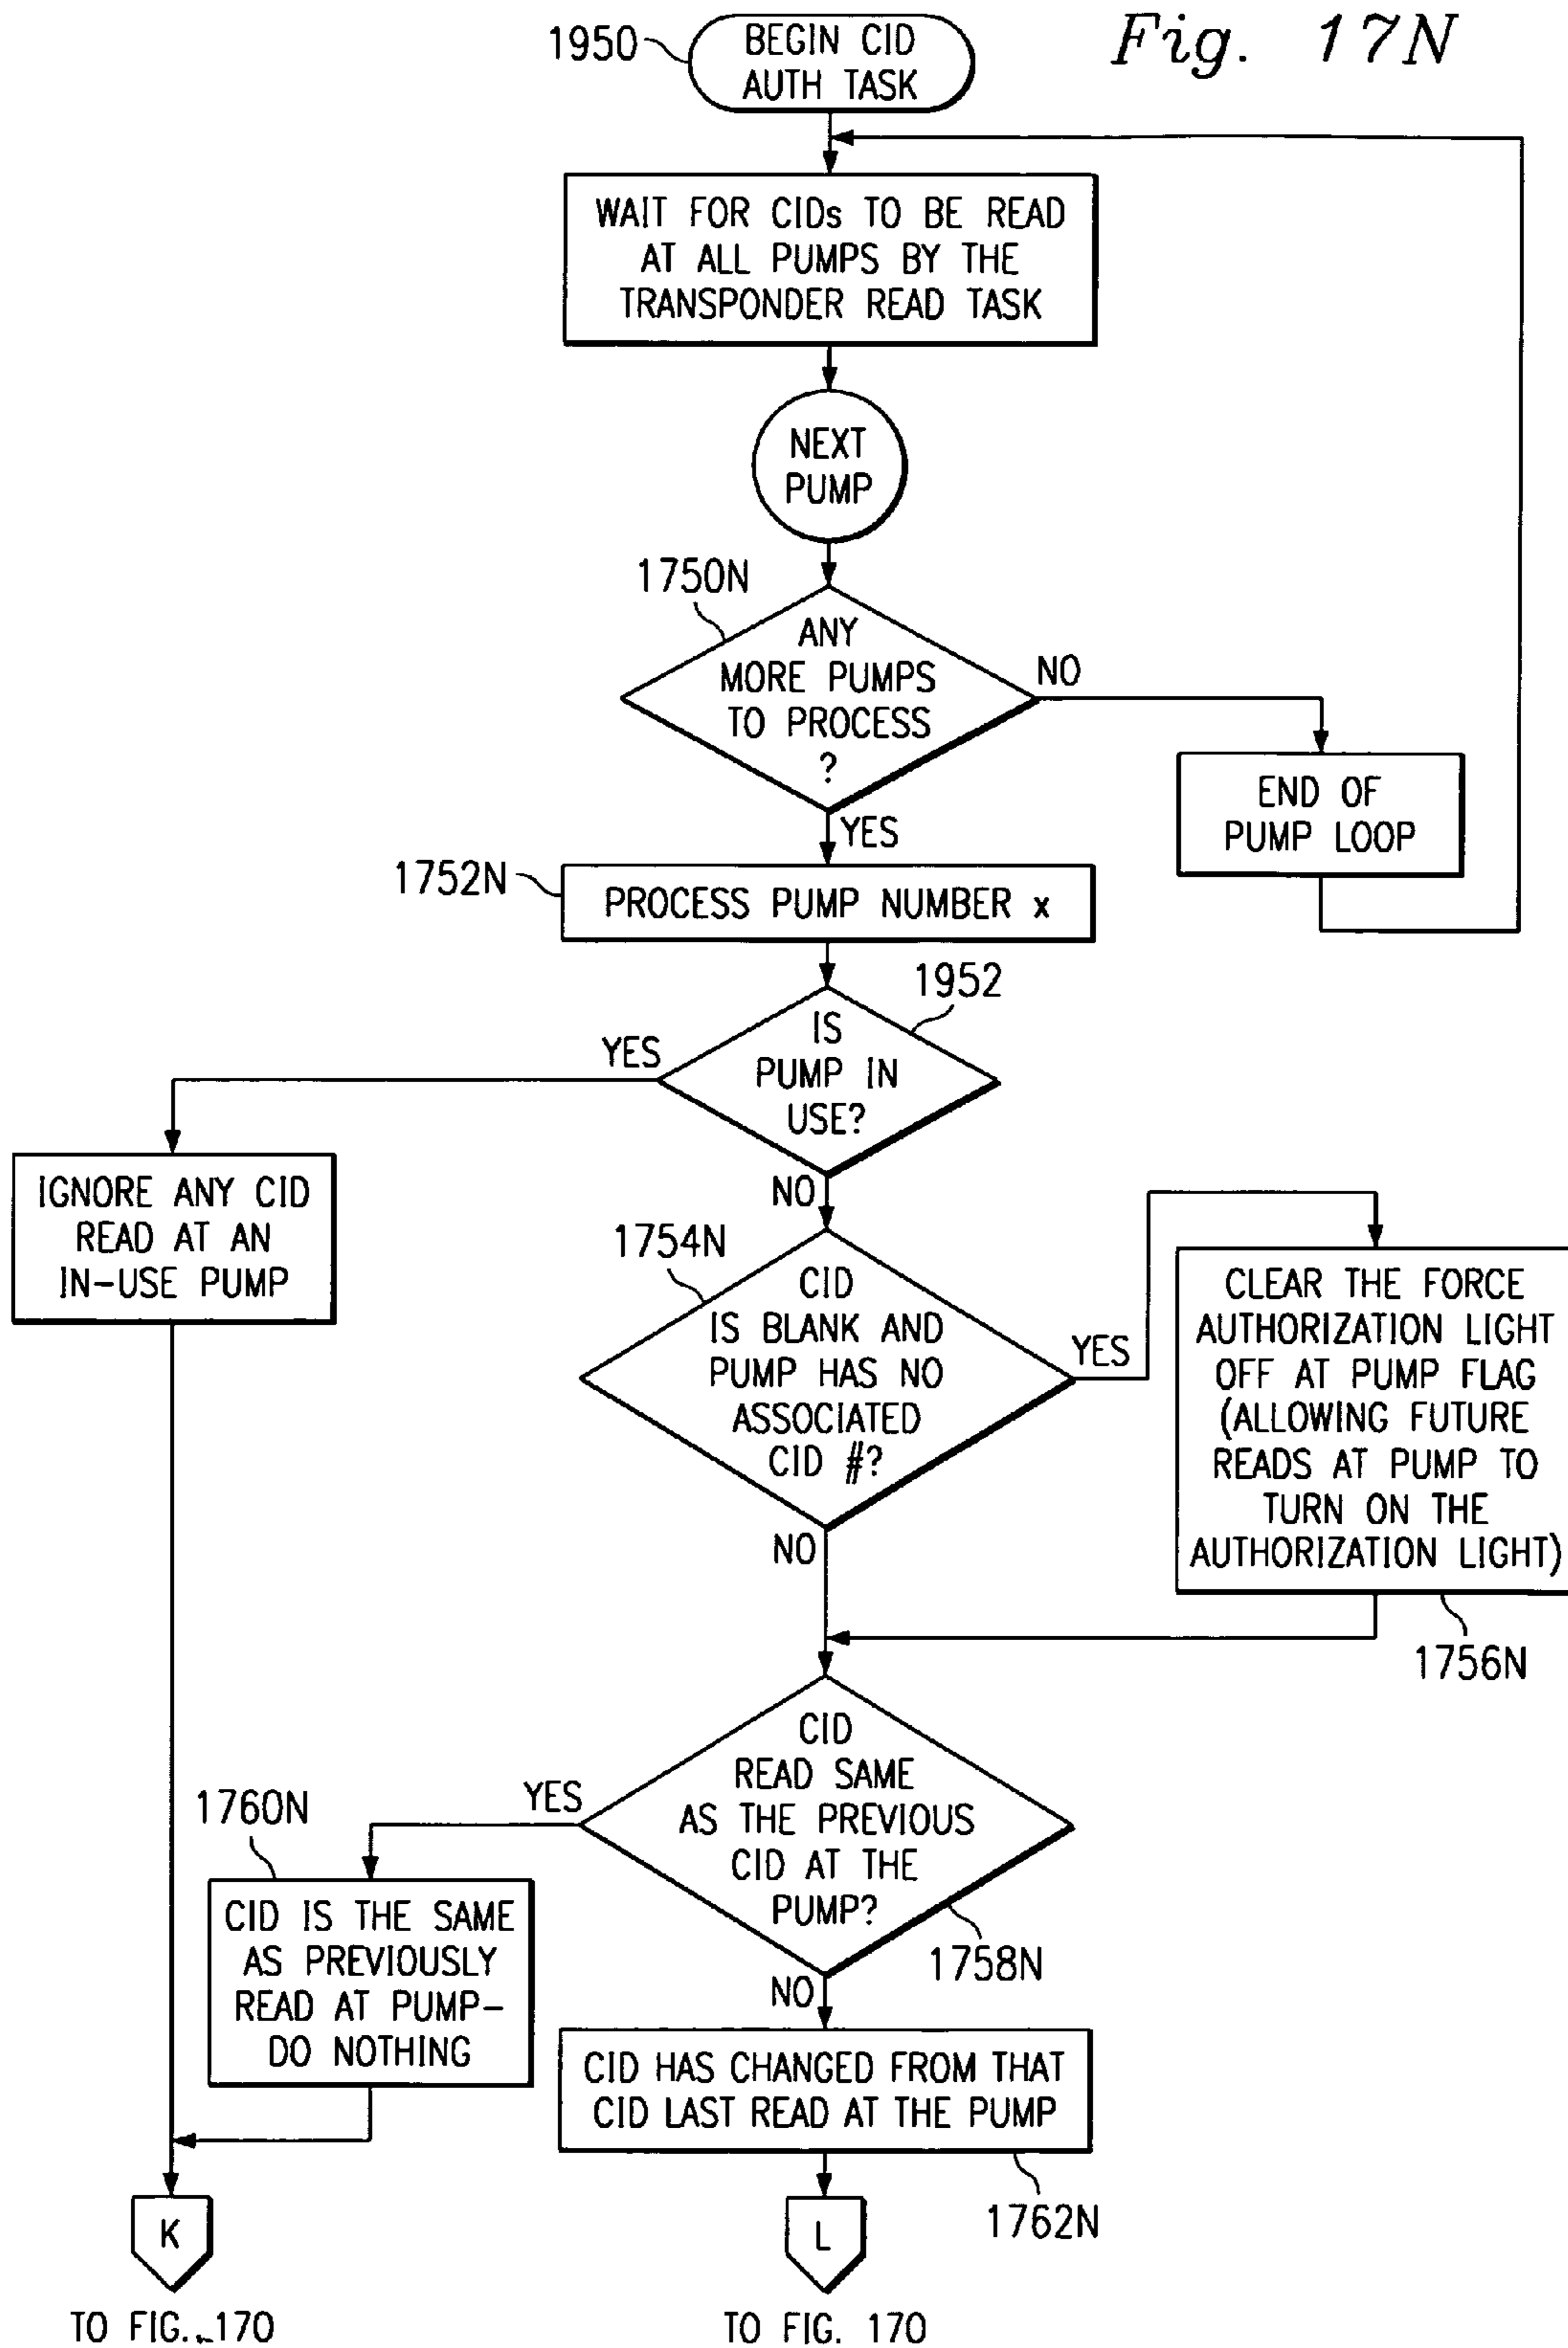 Fig. 17N
1950
BEGIN CID
AUTH TASK
WAIT FOR CIDs TO BE READ
AT ALL PUMPS BY THE
TRANSPONDER READ TASK
NEXT
PUMP
1750N
ANY
MORE PUMPS
TO PROCESS
?
NO
END OF
PUMP LOOP
YES
1752N
PROCESS PUMP NUMBER x
1952
IS
PUMP IN
USE?
YES
IGNORE ANY CID
READ AT AN
IN-USE PUMP
NO
1754N
CID
IS BLANK AND
PUMP HAS NO
ASSOCIATED
CID #?
YES
CLEAR THE FORCE
AUTHORIZATION LIGHT
OFF AT PUMP FLAG
(ALLOWING FUTURE
READS AT PUMP TO
TURN ON THE
AUTHORIZATION LIGHT)
1756N
NO
CID
READ SAME
AS THE PREVIOUS
CID AT THE
PUMP?
1758N
YES
1760N
CID IS THE SAME
AS PREVIOUSLY
READ AT PUMP-
DO NOTHING
NO
CID HAS CHANGED FROM THAT
CID LAST READ AT THE PUMP
1762N
K
TO FIG. 17O
L
TO FIG. 17O